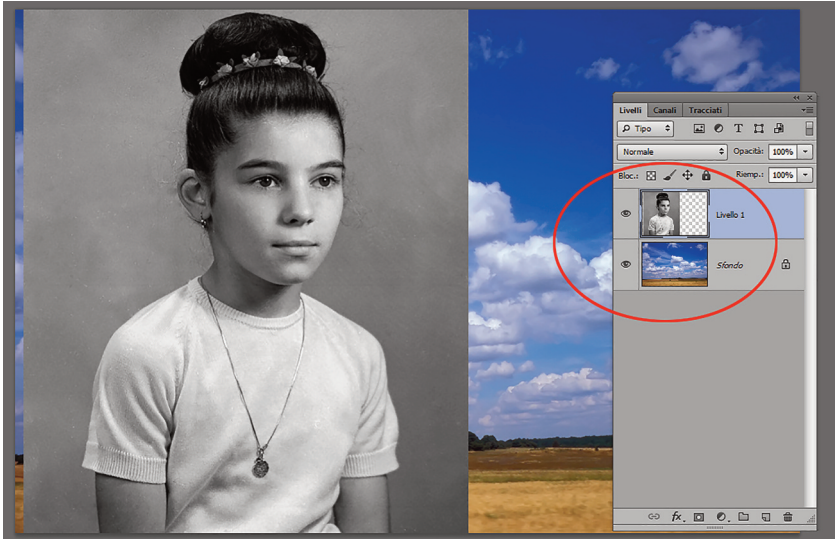 Livelli Canali Tracciati
Tipo
T
Normale Opacità: 100%
Bloc.: Riemp.: 100%
Livello 1
Sfondo
fx